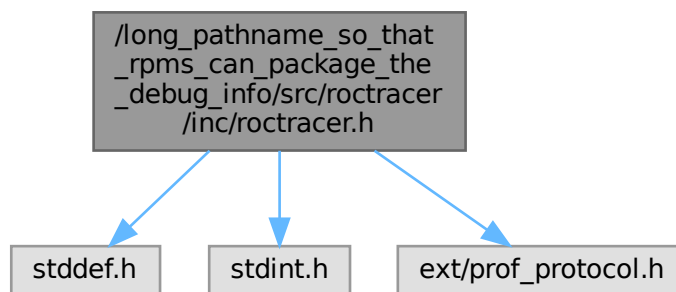 /long_pathname_so_that
_rpms_can_package_the
_debug_info/src/roctracer
/inc/roctracer.h
stddef.h
stdint.h
ext/prof_protocol.h